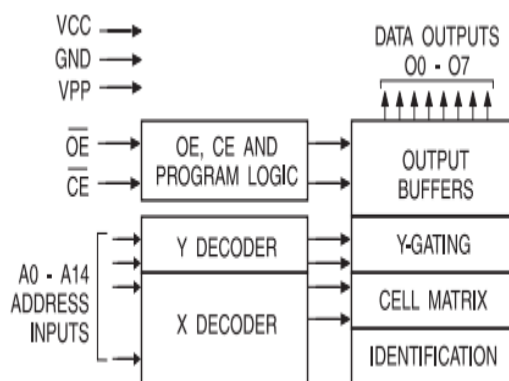 VCC
GND
VPP
OE
CE
A0 - A14
ADDRESS
INPUTS
OE, CE AND
PROGRAM LOGIC
Y DECODER
X DECODER
DATA OUTPUTS
O0 - O7
OUTPUT
BUFFERS
Y-GATING
CELL MATRIX
IDENTIFICATION